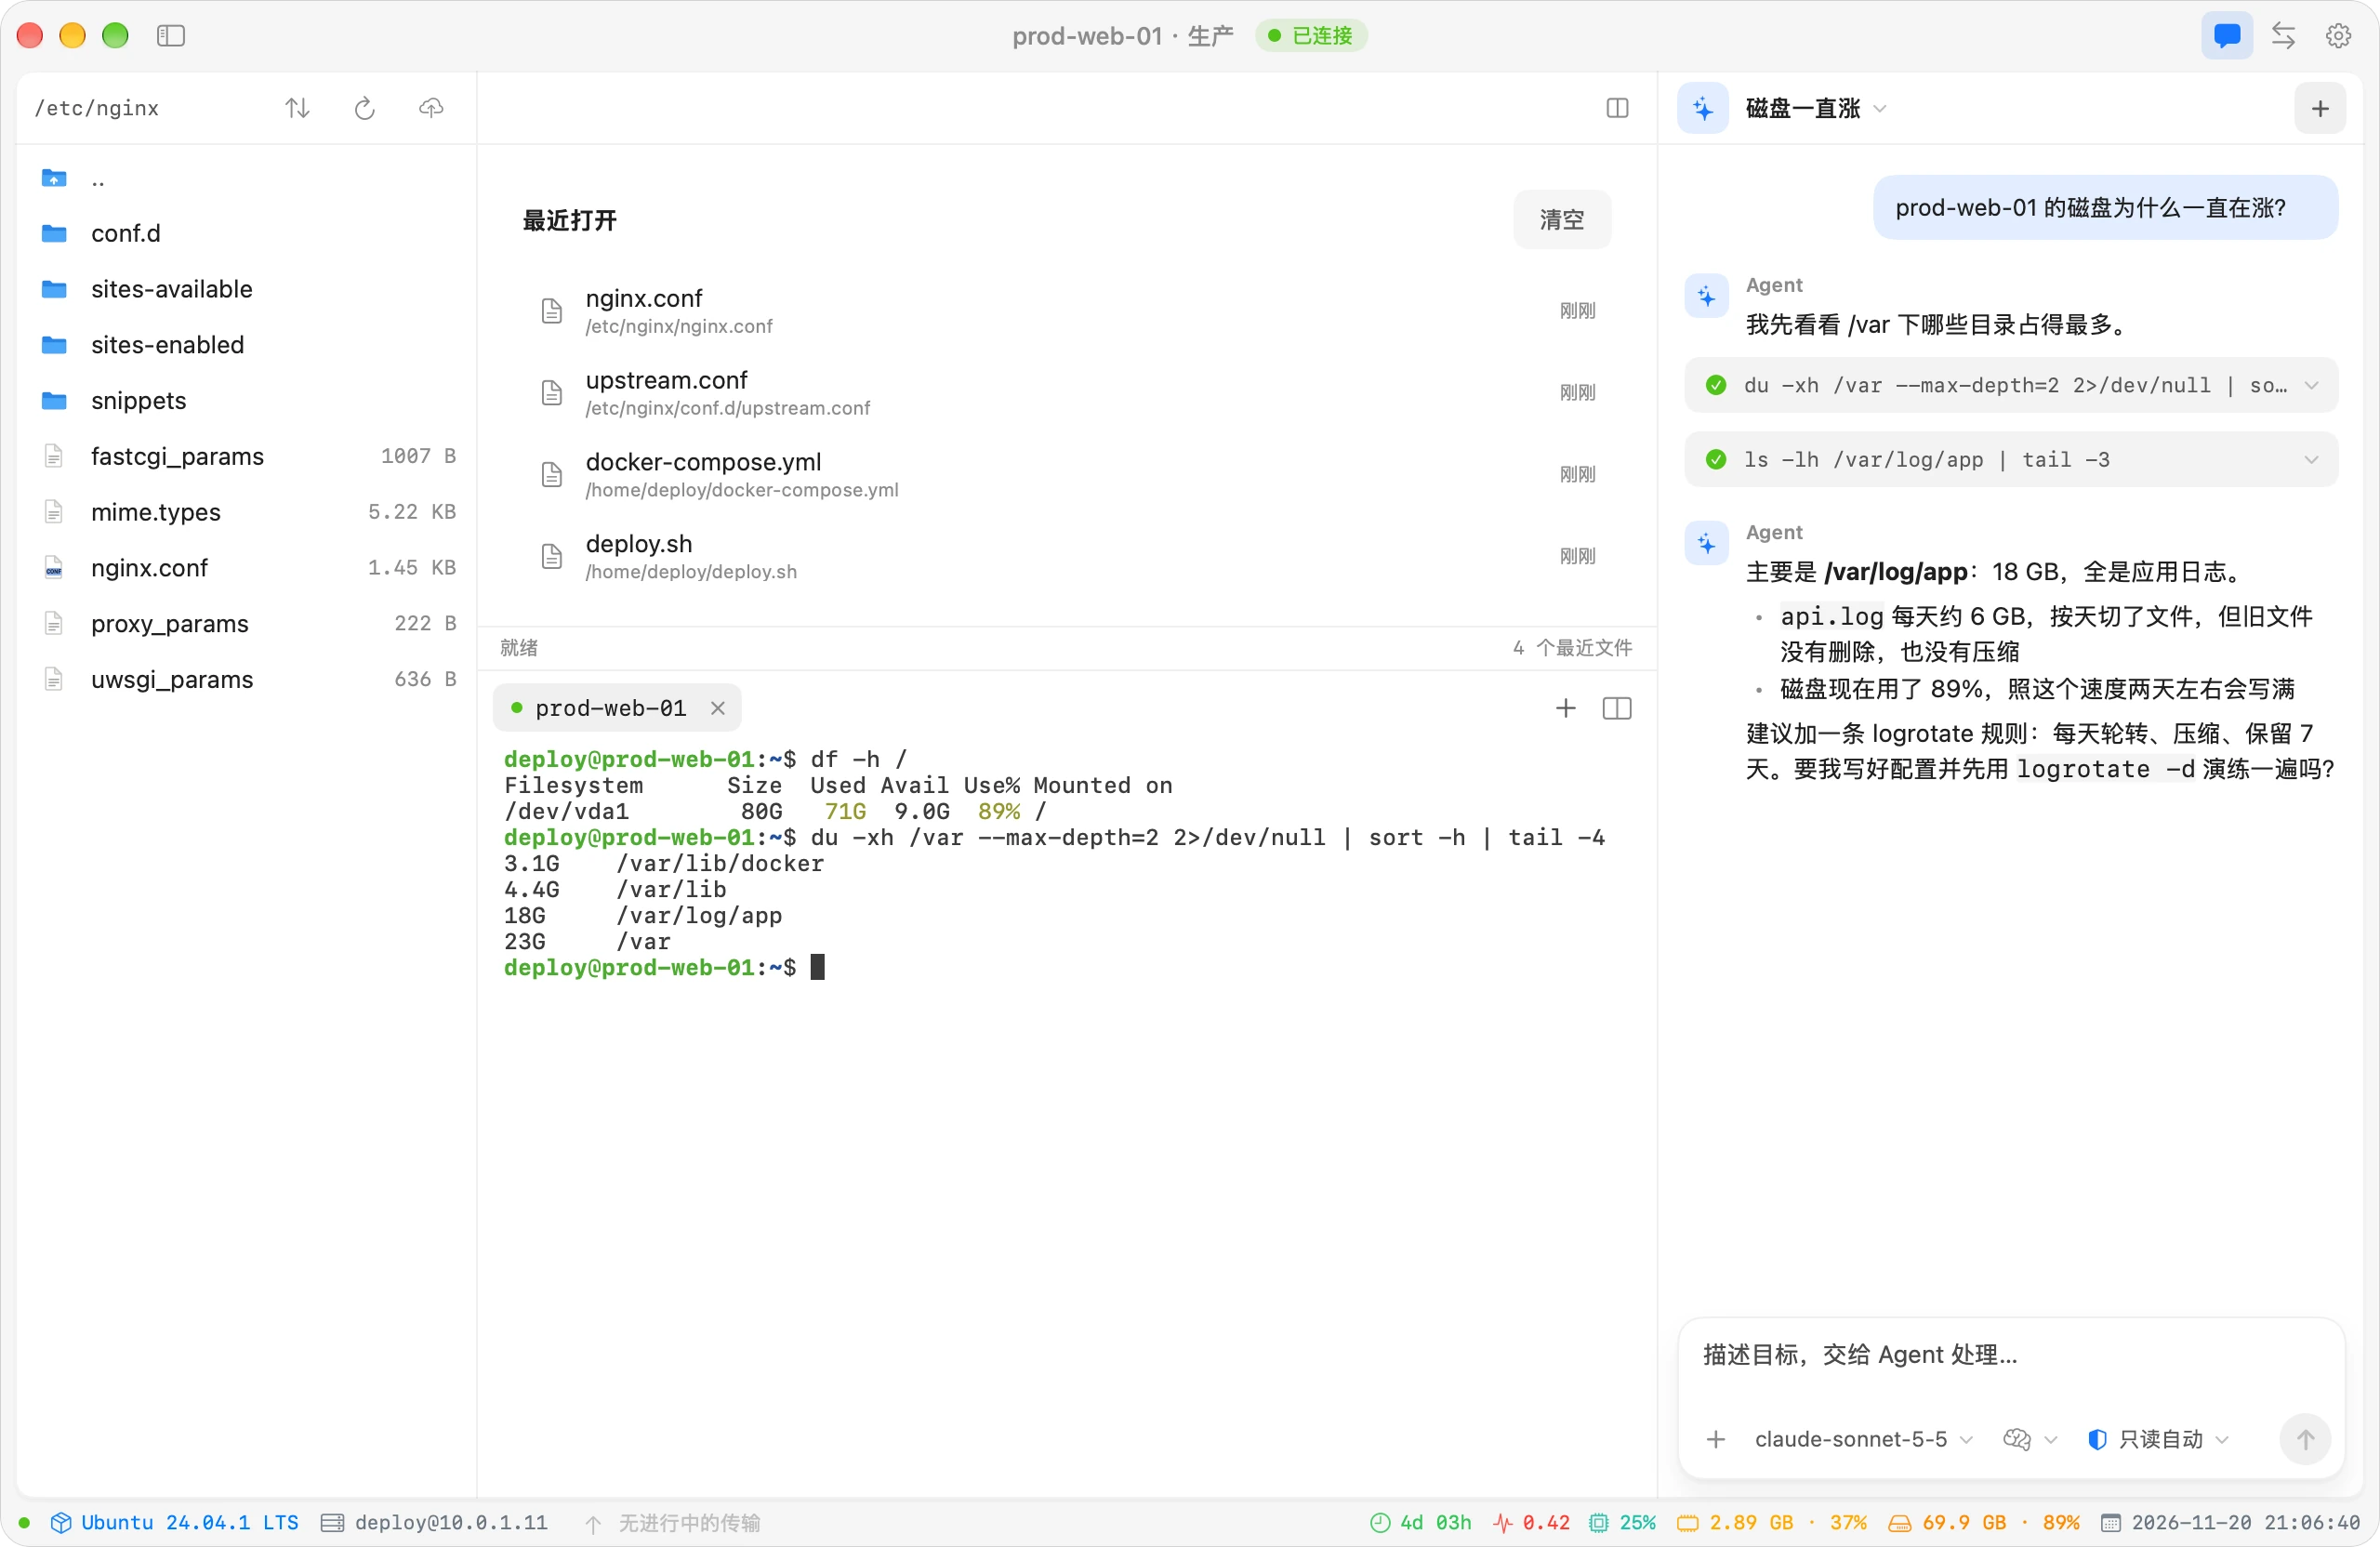 prod-web-01 · 生产
已连接
/etc/nginx
..
conf.d
sites-available
sites-enabled
snippets
fastcgi_params 1007 B
mime.types 5.22 KB
nginx.conf 1.45 KB
proxy_params 222 B
uwsgi_params 636 B
最近打开
清空
nginx.conf
/etc/nginx/nginx.conf
刚刚
upstream.conf
/etc/nginx/conf.d/upstream.conf
刚刚
docker-compose.yml
/home/deploy/docker-compose.yml
刚刚
deploy.sh
/home/deploy/deploy.sh
刚刚
就绪
4 个最近文件
prod-web-01
deploy@prod-web-01:~$ df -h /
Filesystem Size Used Avail Use% Mounted on
/dev/vda1 80G 71G 9.0G 89% /
deploy@prod-web-01:~$ du -xh /var --max-depth=2 2>/dev/null | sort -h | tail -4
3.1G /var/lib/docker
4.4G /var/lib
18G /var/log/app
23G /var
deploy@prod-web-01:~$
磁盘一直涨
prod-web-01 的磁盘为什么一直在涨?
Agent
我先看看 /var 下哪些目录占得最多。
du -xh /var --max-depth=2 2>/dev/null | so…
ls -lh /var/log/app | tail -3
Agent
主要是 /var/log/app：18 GB，全是应用日志。
• api.log 每天约 6 GB，按天切了文件，但旧文件
没有删除，也没有压缩
• 磁盘现在用了 89%，照这个速度两天左右会写满
建议加一条 logrotate 规则：每天轮转、压缩、保留 7
天。要我写好配置并先用 logrotate -d 演练一遍吗?
描述目标，交给 Agent 处理...
claude-sonnet-5-5
只读自动
Ubuntu 24.04.1 LTS
deploy@10.0.1.11
无进行中的传输
4d 03h
0.42
25%
2.89 GB · 37%
69.9 GB · 89%
2026-11-20 21:06:40